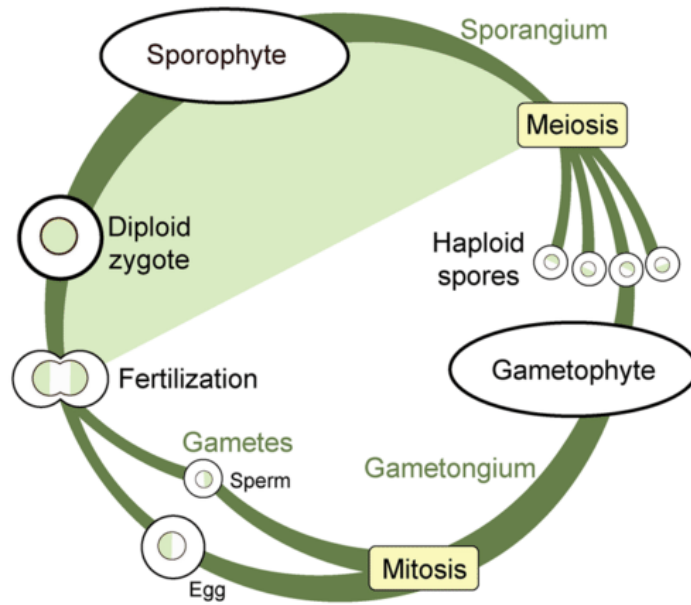 Sporangium
Sporophyte
Meiosis
Diploid
zygote
Haploid
spores
Gametophyte
Fertilization
Gametes
Gametongium
Sperm
Mitosis
Egg